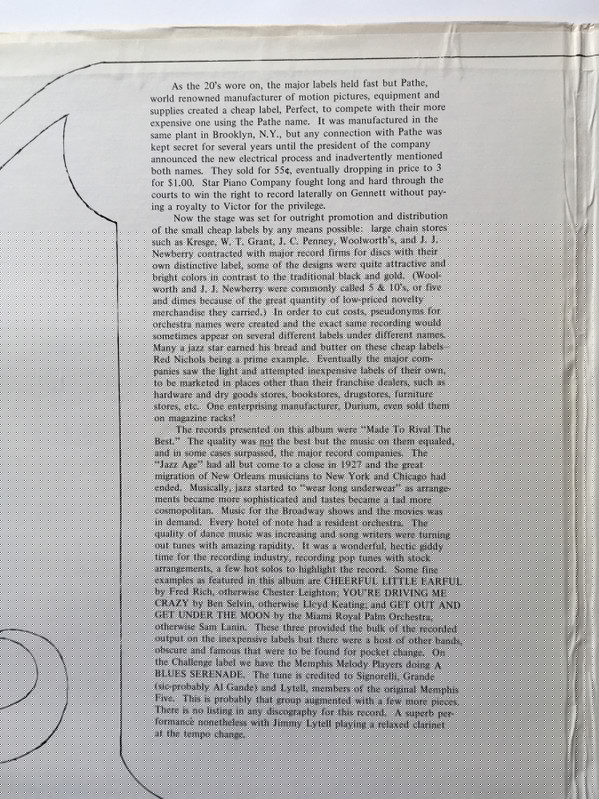 As the 20's wore on, the major labels held fast but Pathe,
world renowned manufacturer of motion pictures, equipment and
supplies created a cheap label, Perfect, to compete with their more
expensive one using the Pathe name. It was manufactured in the
same plant in Brooklyn, N.Y., but any connection with Pathe was
kept secret for several years until the president of the company
announced the new electrical process and inadvertently mentioned
both names. They sold for 55¢, eventually dropping in price to 3
for $1.00. Star Piano Company fought long and hard through the
courts to win the right to record laterally on Gennett without pay-
ing a royalty to Victor for the privilege.
Now the stage was set for outright promotion and distribution
of the small cheap labels by any means possible: large chain stores
such as Kresge, W. T. Grant, J. C. Penney, Woolworth's, and J. J.
Newberry contracted with major record firms for discs with their
own distinctive label, some of the designs were quite attractive and
bright colors in contrast to the traditional black and gold. (Wool-
worth and J. J. Newberry were commonly called 5 & 10's, or five
and dimes because of the great quantity of low-priced novelty
merchandise they carried.) In order to cut costs, pseudonyms for
orchestra names were created and the exact same recording would
sometimes appear on several different labels under different names.
Many a jazz star earned his bread and butter on these cheap labels—
Red Nichols being a prime example. Eventually the major com-
panies saw the light and attempted inexpensive labels of their own,
to be marketed in places other than their franchise dealers, such as
hardware and dry goods stores, bookstores, drugstores, furniture
stores, etc. One enterprising manufacturer, Durium, even sold them
on magazine racks!
The records presented on this album were "Made To Rival The
Best." The quality was not the best but the music on them equaled,
and in some cases surpassed, the major record companies. The
"Jazz Age" had all but come to a close in 1927 and the great
migration of New Orleans musicians to New York and Chicago had
ended. Musically, jazz started to "wear long underwear" as arrange-
ments became more sophisticated and tastes became a tad more
cosmopolitan. Music for the Broadway shows and the movies was
in demand. Every hotel of note had a resident orchestra. The
quality of dance music was increasing and song writers were turning
out tunes with amazing rapidity. It was a wonderful, hectic giddy
time for the recording industry, recording pop tunes with stock
arrangements, a few hot solos to highlight the record. Some fine
examples as featured in this album are CHEERFUL LITTLE EARFUL
by Fred Rich, otherwise Chester Leighton; YOU'RE DRIVING ME
CRAZY by Ben Selvin, otherwise Lloyd Keating; and GET OUT AND
GET UNDER THE MOON by the Miami Royal Palm Orchestra,
otherwise Sam Lanin. These three provided the bulk of the recorded
output on the inexpensive labels but there were a host of other bands,
obscure and famous that were to be found for pocket change. On
the Challenge label we have the Memphis Melody Players doing A
BLUES SERENADE. The tune is credited to Signorelli, Grande
(sic-probably Al Gande) and Lytell, members of the original Memphis
Five. This is probably that group augmented with a few more pieces.
There is no listing in any discography for this record. A superb per-
formance nonetheless with Jimmy Lytell playing a relaxed clarinet
at the tempo change.